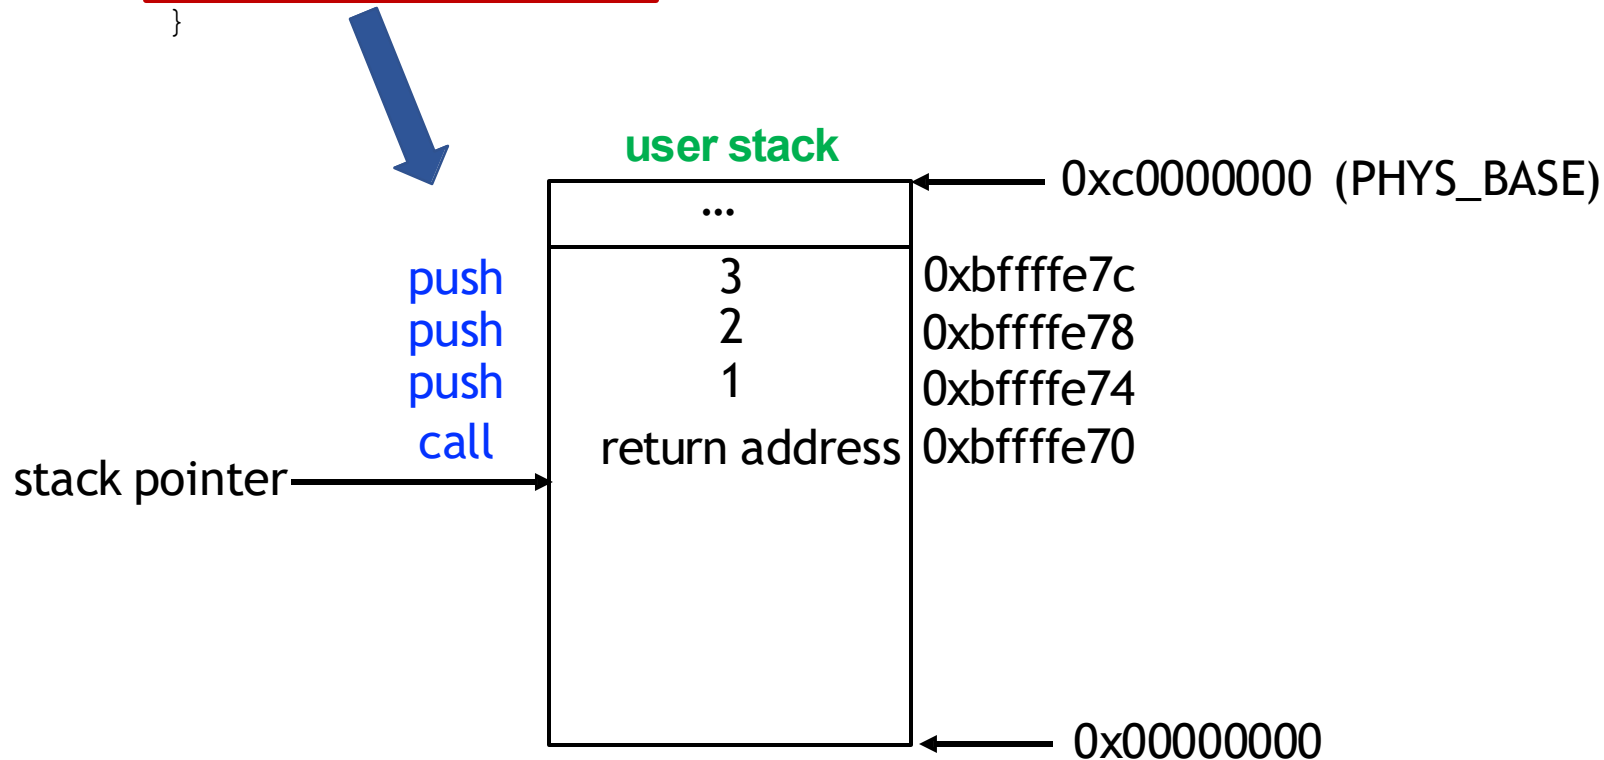 }
user stack
0xc0000000 (PHYS_BASE)
...
push 3 0xbffffe7c
push 2 0xbffffe78
push 1 0xbffffe74
call return address 0xbffffe70
stack pointer
0x00000000